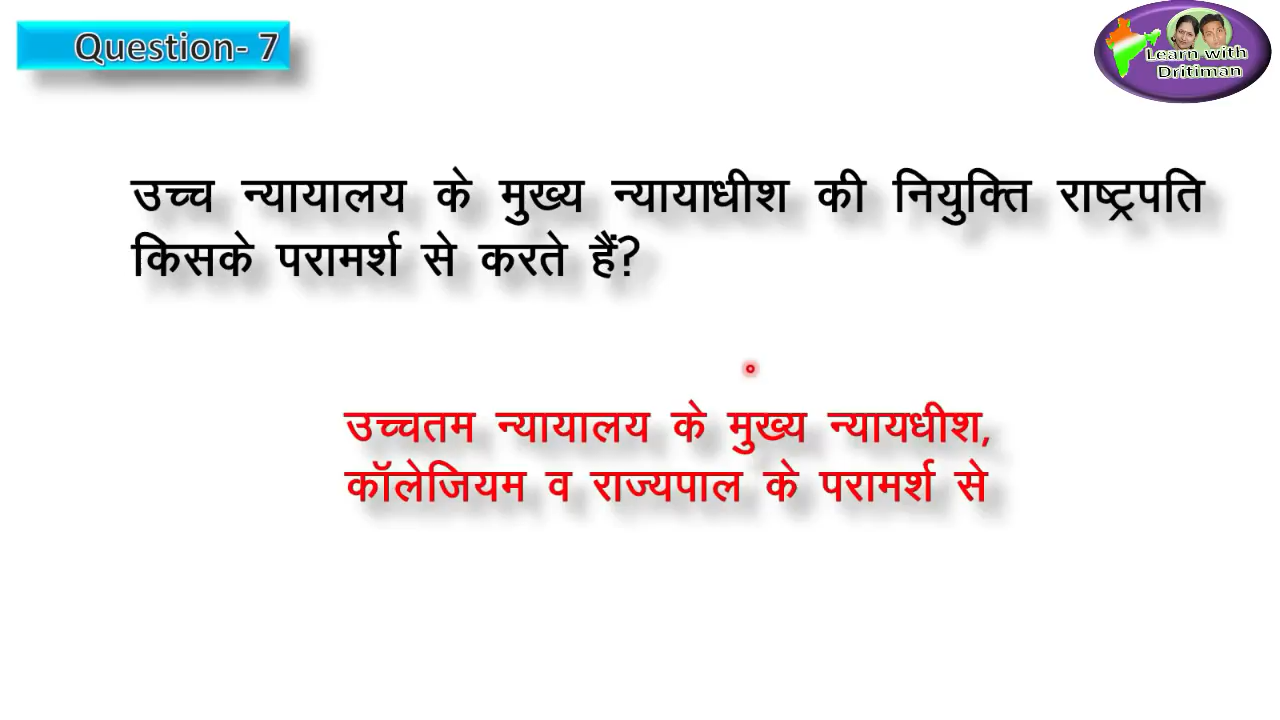 Question- 7
Learn with
Dritiman
उच्च न्यायालय के मुख्य न्यायाधीश की नियुक्ति राष्ट्रपति
किसके परामर्श से करते हैं?
उच्चतम न्यायालय के मुख्य न्यायधीश,
कॉलेजियम व राज्यपाल के परामर्श से